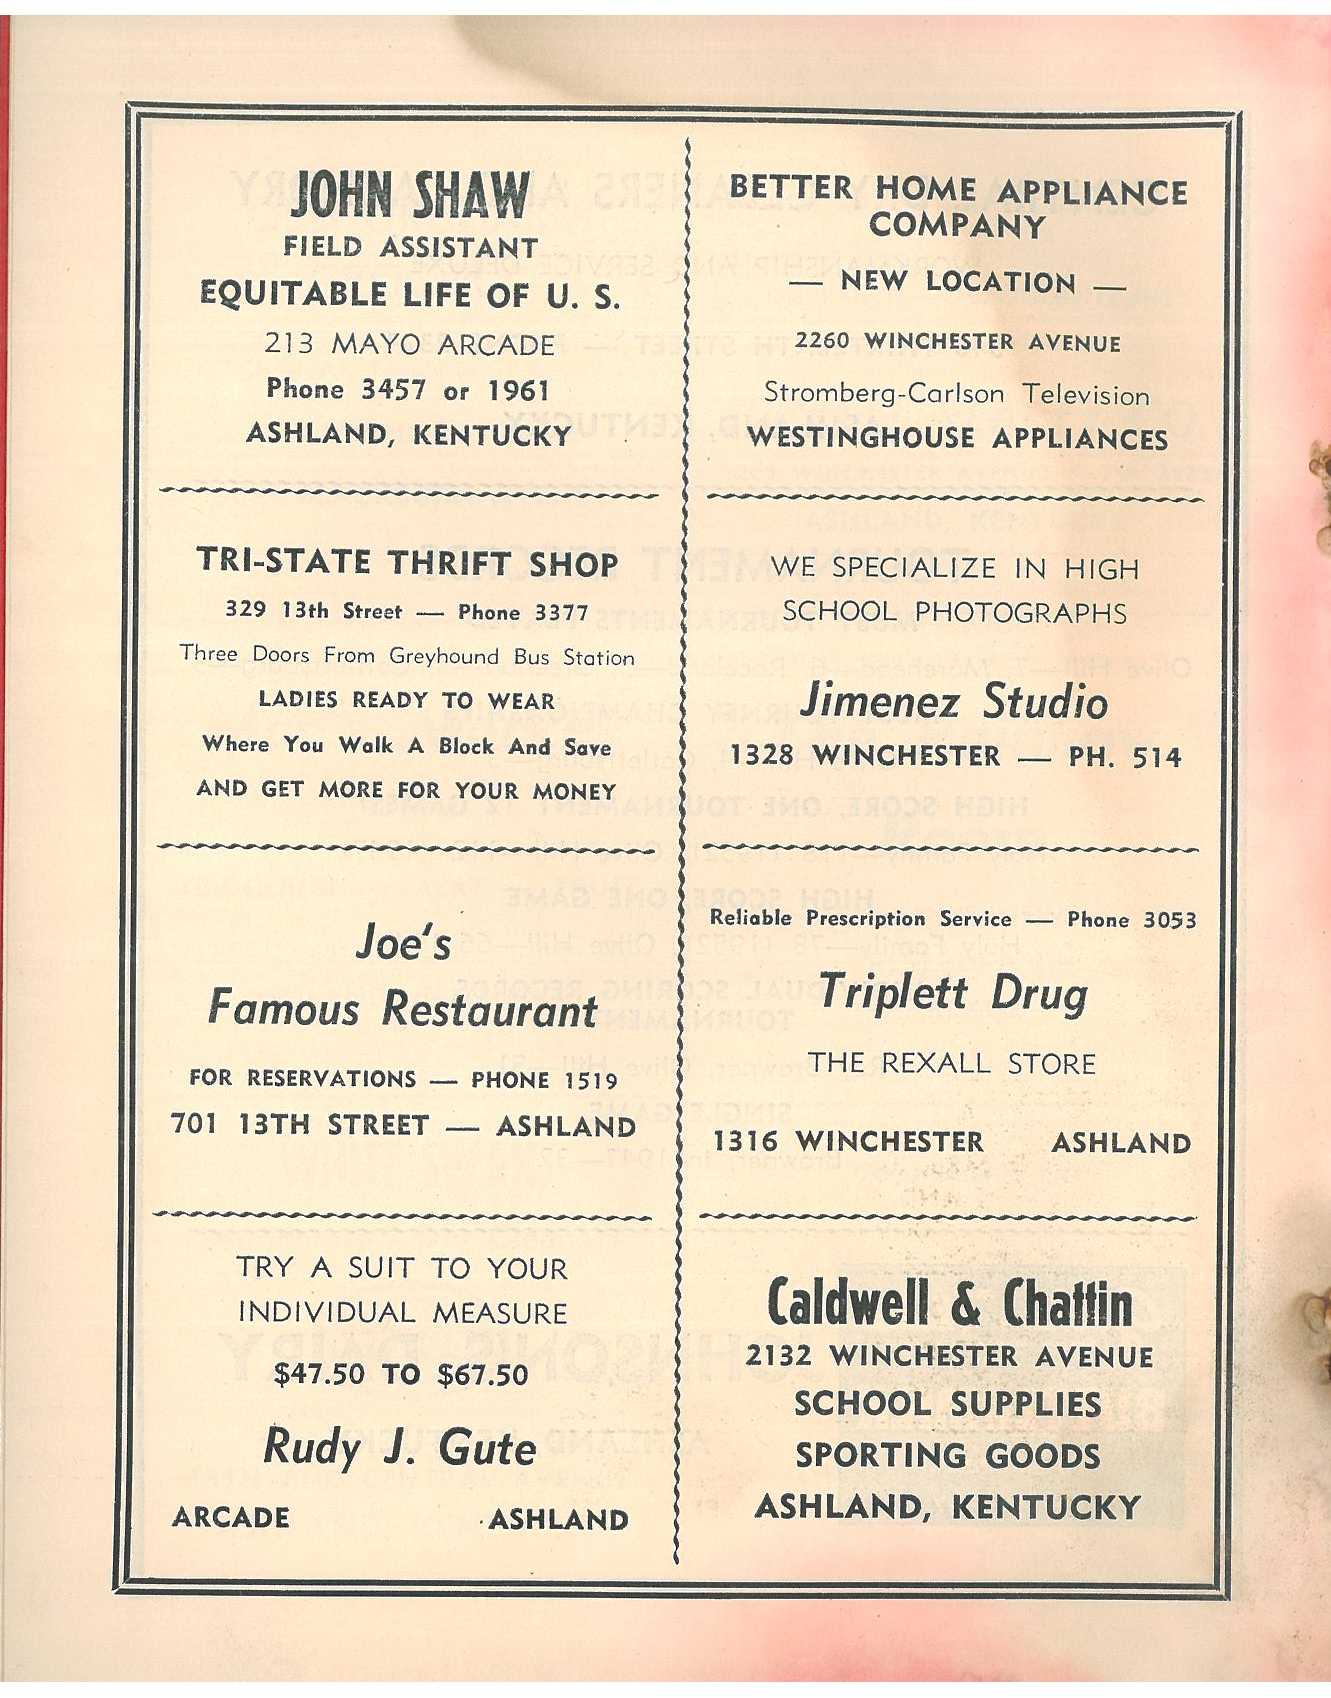 JOHN SHAW
FIELD ASSISTANT
EQUITABLE LIFE OF U. S.
213 MAYO ARCADE
Phone 3457 or 1961
ASHLAND, KENTUCKY
BETTER HOME APPLIANCE
COMPANY
— NEW LOCATION —
2260 WINCHESTER AVENUE
Stromberg-Carlson Television
WESTINGHOUSE APPLIANCES
TRI-STATE THRIFT SHOP
329 13th Street — Phone 3377
Three Doors From Greyhound Bus Station
LADIES READY TO WEAR
Where You Walk A Block And Save
AND GET MORE FOR YOUR MONEY
WE SPECIALIZE IN HIGH
SCHOOL PHOTOGRAPHS
Jimenez Studio
1328 WINCHESTER — PH. 514
Joe's
Famous Restaurant
FOR RESERVATIONS — PHONE 1519
701 13TH STREET — ASHLAND
Reliable Prescription Service — Phone 3053
Triplett Drug
THE REXALL STORE
1316 WINCHESTER ASHLAND
TRY A SUIT TO YOUR
INDIVIDUAL MEASURE
$47.50 TO $67.50
Rudy J. Gute
ARCADE ASHLAND
Caldwell & Chattin
2132 WINCHESTER AVENUE
SCHOOL SUPPLIES
SPORTING GOODS
ASHLAND, KENTUCKY